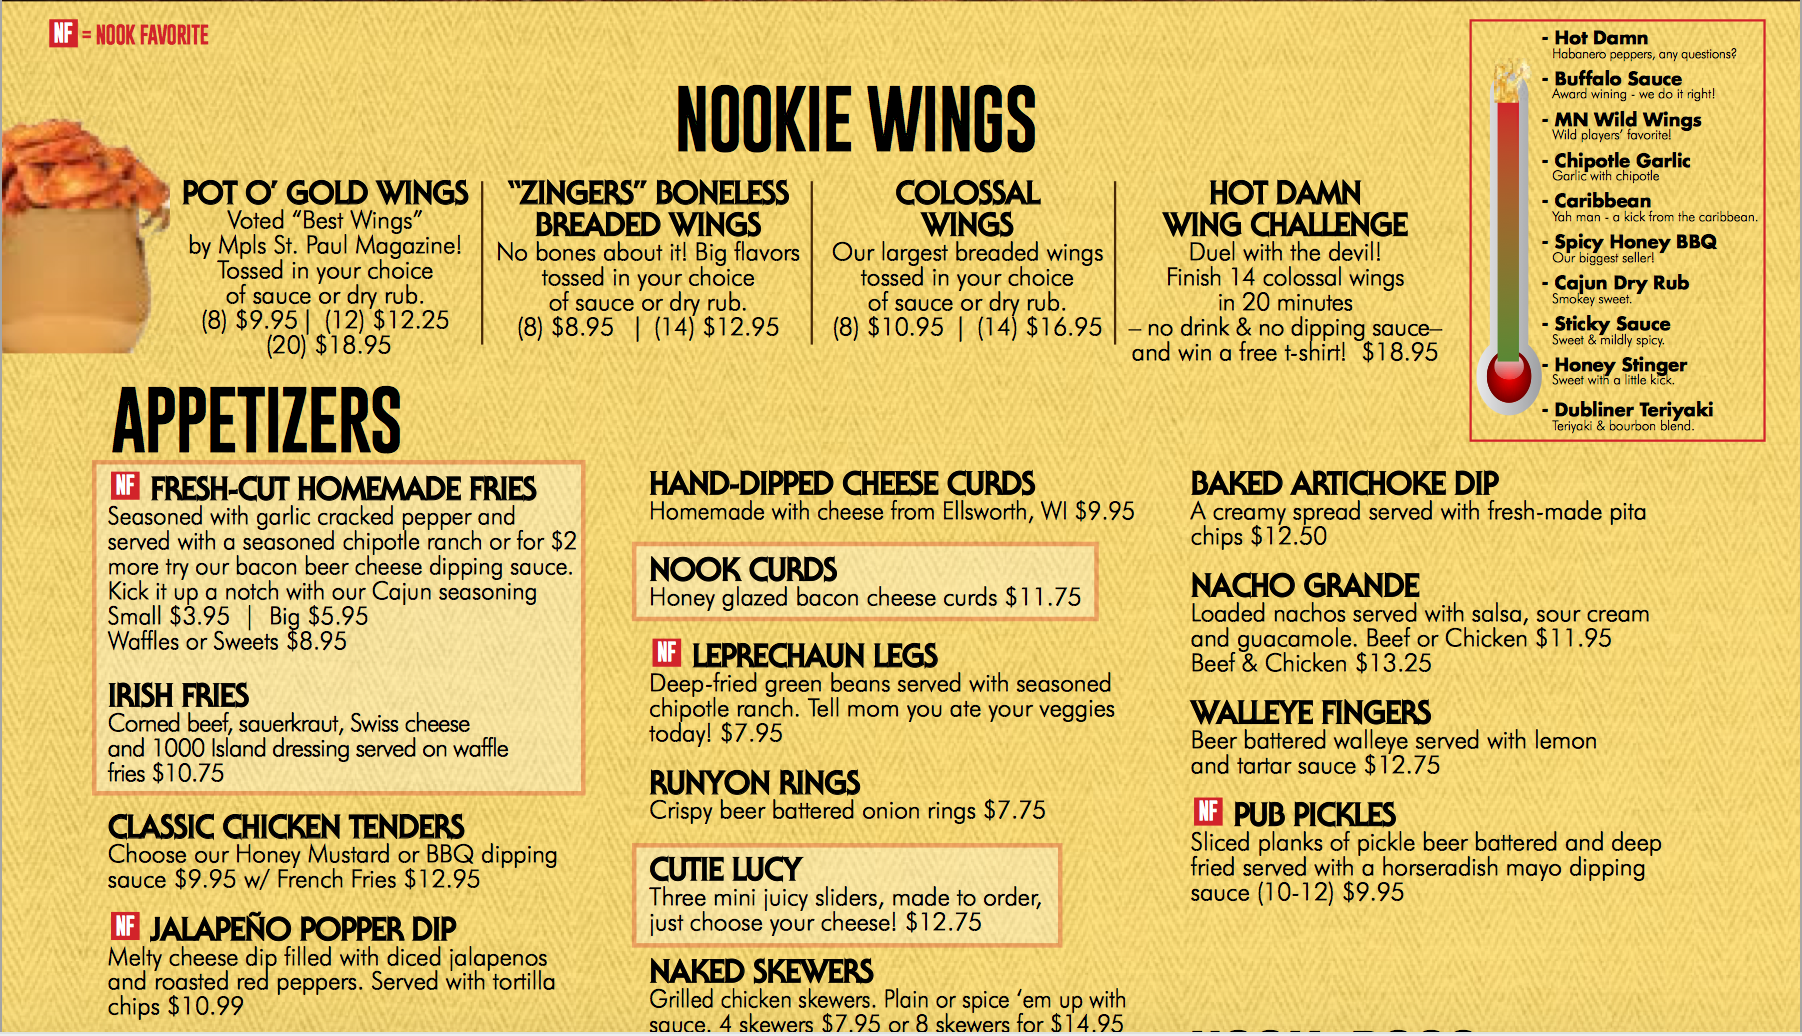 NF = NOOK FAVORITE
NOOKIE WINGS
POT O' GOLD WINGS
Voted "Best Wings"
by Mpls St. Paul Magazine!
Tossed in your choice
of sauce or dry rub.
(8) $9.95 | (12) $12.25
(20) $18.95
"ZINGERS" BONELESS
BREADED WINGS
No bones about it! Big flavors
tossed in your choice
of sauce or dry rub.
(8) $8.95 | (14) $12.95
COLOSSAL
WINGS
Our largest breaded wings
tossed in your choice
of sauce or dry rub.
(8) $10.95 | (14) $16.95
HOT DAMN
WING CHALLENGE
Duel with the devil!
Finish 14 colossal wings
in 20 minutes
– no drink & no dipping sauce–
and win a free t-shirt! $18.95
- Hot Damn
Habanero peppers, any questions?
- Buffalo Sauce
Award wining - we do it right!
- MN Wild Wings
Wild players' favorite!
- Chipotle Garlic
Garlic with chipotle
- Caribbean
Yah man - a kick from the caribbean.
- Spicy Honey BBQ
Our biggest seller!
- Cajun Dry Rub
Smokey sweet.
- Sticky Sauce
Sweet & mildly spicy.
- Honey Stinger
Sweet with a little kick.
- Dubliner Teriyaki
Teriyaki & bourbon blend.
APPETIZERS
NF FRESH-CUT HOMEMADE FRIES
Seasoned with garlic cracked pepper and
served with a seasoned chipotle ranch or for $2
more try our bacon beer cheese dipping sauce.
Kick it up a notch with our Cajun seasoning
Small $3.95 | Big $5.95
Waffles or Sweets $8.95
IRISH FRIES
Corned beef, sauerkraut, Swiss cheese
and 1000 Island dressing served on waffle
fries $10.75
CLASSIC CHICKEN TENDERS
Choose our Honey Mustard or BBQ dipping
sauce $9.95 w/ French Fries $12.95
NF JALAPEÑO POPPER DIP
Melty cheese dip filled with diced jalapenos
and roasted red peppers. Served with tortilla
chips $10.99
HAND-DIPPED CHEESE CURDS
Homemade with cheese from Ellsworth, WI $9.95
NOOK CURDS
Honey glazed bacon cheese curds $11.75
NF LEPRECHAUN LEGS
Deep-fried green beans served with seasoned
chipotle ranch. Tell mom you ate your veggies
today! $7.95
RUNYON RINGS
Crispy beer battered onion rings $7.75
CUTIE LUCY
Three mini juicy sliders, made to order,
just choose your cheese! $12.75
NAKED SKEWERS
Grilled chicken skewers. Plain or spice 'em up with
sauce. 4 skewers $7.95 or 8 skewers for $14.95
BAKED ARTICHOKE DIP
A creamy spread served with fresh-made pita
chips $12.50
NACHO GRANDE
Loaded nachos served with salsa, sour cream
and guacamole. Beef or Chicken $11.95
Beef & Chicken $13.25
WALLEYE FINGERS
Beer battered walleye served with lemon
and tartar sauce $12.75
NF PUB PICKLES
Sliced planks of pickle beer battered and deep
fried served with a horseradish mayo dipping
sauce (10-12) $9.95